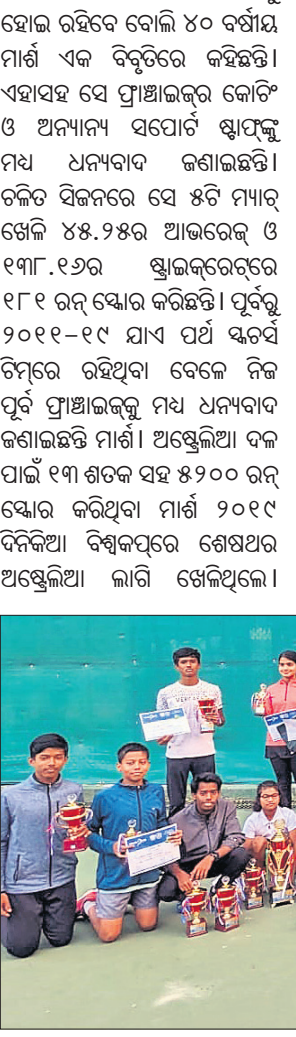 ହୋଇ ରହିବେ ବୋଲି ୪୦ ବର୍ଷୀୟ
ମାର୍ଶ ଏକ ବିବୃତିରେ କହିଛନ୍ତି।
ଏହାସହ ସେ ଫ୍ରାଞ୍ଚାଇଜ୍‌ର କୋଚିଂ
ଓ ଅନ୍ୟାନ୍ୟ ସପୋର୍ଟ ଷ୍ଟାଫ୍‌ଙ୍କୁ
ମଧ୍ୟ ଧନ୍ୟବାଦ ଜଣାଇଛନ୍ତି।
ଚଳିତ ସିଜନରେ ସେ ୫ଟି ମ୍ୟାଚ୍
ଖେଳି ୪୫.୨୫ର ଆଭରେଜ୍ ଓ
୧୩୮.୧୬ର ଷ୍ଟ୍ରାଇକ୍‌ରେଟ୍‌ରେ
୧୮୧ ରନ୍ ସ୍କୋର କରିଛନ୍ତି। ପୂର୍ବରୁ
୨୦୧୧-୧୯ ଯାଏ ପର୍ଥ ସ୍କଚର୍ସ
ଟିମ୍‌ରେ ରହିଥିବା ବେଳେ ନିଜ
ପୂର୍ବ ଫ୍ରାଞ୍ଚାଇଜ୍‌କୁ ମଧ୍ୟ ଧନ୍ୟବାଦ
ଜଣାଇଛନ୍ତି ମାର୍ଶ। ଅଷ୍ଟ୍ରେଲିଆ ଦଳ
ପାଇଁ ୧୩ ଶତକ ସହ ୫୨୦୦ ରନ୍
ସ୍କୋର କରିଥିବା ମାର୍ଶ ୨୦୧୯
ଦିନିକିଆ ବିଶ୍ୱକପ୍‌ରେ ଶେଷଥର
ଅଷ୍ଟ୍ରେଲିଆ ଲାଗି ଖେଳିଥିଲେ।